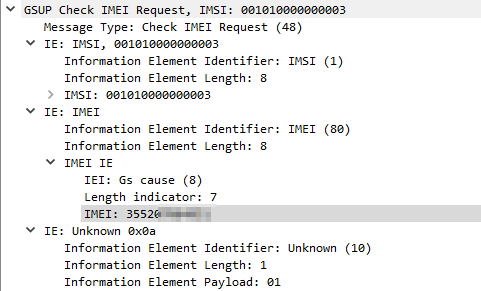 GSUP Check IMEI Request, IMSI: 001010000000003
Message Type: Check IMEI Request (48)
IE: IMSI, 001010000000003
Information Element Identifier: IMSI (1)
Information Element Length: 8
IMSI: 001010000000003
IE: IMEI
Information Element Identifier: IMEI (80)
Information Element Length: 8
IMEI IE
IEI: Gs cause (8)
Length indicator: 7
IMEI: 35520
IE: Unknown 0x0a
Information Element Identifier: Unknown (10)
Information Element Length: 1
Information Element Payload: 01